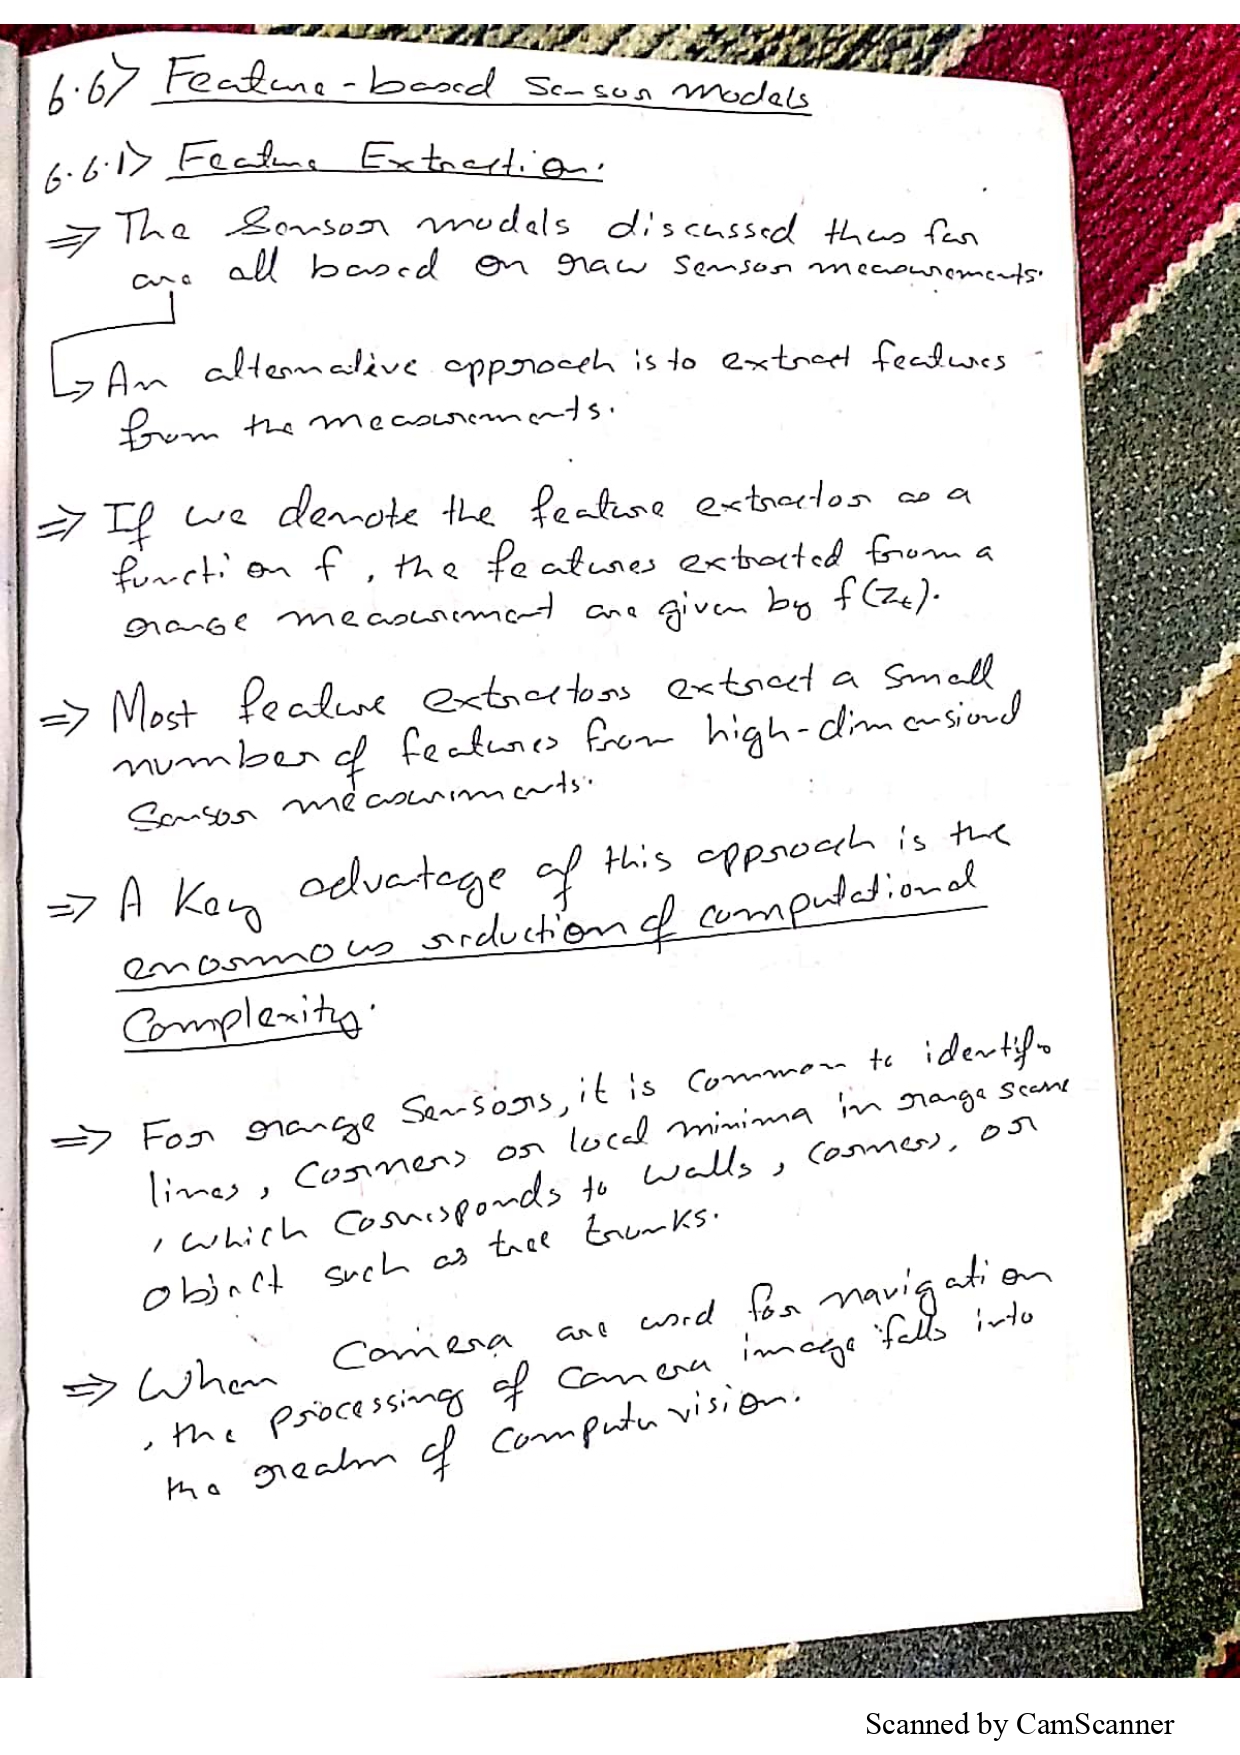 6.6> Feature-based Sensor Models
6.6.1> Feature Extraction:
⇒ The Sensor models discussed thus far
are all based on raw sensor measurements.
↳ An alternative approach is to extract features
from the measurements.
⇒ If we denote the feature extractor as a
function f, the features extracted from a
range measurement are given by f(z_t).
⇒ Most feature extractors extract a small
number of features from high-dimensional
Sensor measurements.
⇒ A Key advantage of this approach is the
enormous reduction of computational
Complexity.
⇒ For range Sensors, it is common to identify
lines, Corners or local minima in range scans
, which Corresponds to walls, corners, or
object such as tree trunks.
⇒ When Camera are used for navigation
, the processing of Camera image falls into
the realm of computer vision.
Scanned by CamScanner